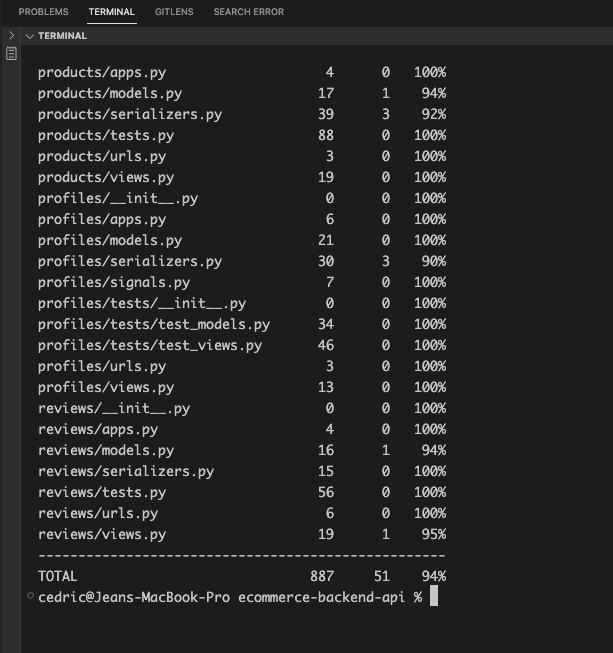 PROBLEMS TERMINAL GITLENS SEARCH ERROR
TERMINAL
products/apps.py 4 0 100%
products/models.py 17 1 94%
products/serializers.py 39 3 92%
products/tests.py 88 0 100%
products/urls.py 3 0 100%
products/views.py 19 0 100%
profiles/__init__.py 0 0 100%
profiles/apps.py 6 0 100%
profiles/models.py 21 0 100%
profiles/serializers.py 30 3 90%
profiles/signals.py 7 0 100%
profiles/tests/__init__.py 0 0 100%
profiles/tests/test_models.py 34 0 100%
profiles/tests/test_views.py 46 0 100%
profiles/urls.py 3 0 100%
profiles/views.py 13 0 100%
reviews/__init__.py 0 0 100%
reviews/apps.py 4 0 100%
reviews/models.py 16 1 94%
reviews/serializers.py 15 0 100%
reviews/tests.py 56 0 100%
reviews/urls.py 6 0 100%
reviews/views.py 19 1 95%
---------------------------------------------------
TOTAL 887 51 94%
cedric@Jeans-MacBook-Pro ecommerce-backend-api %